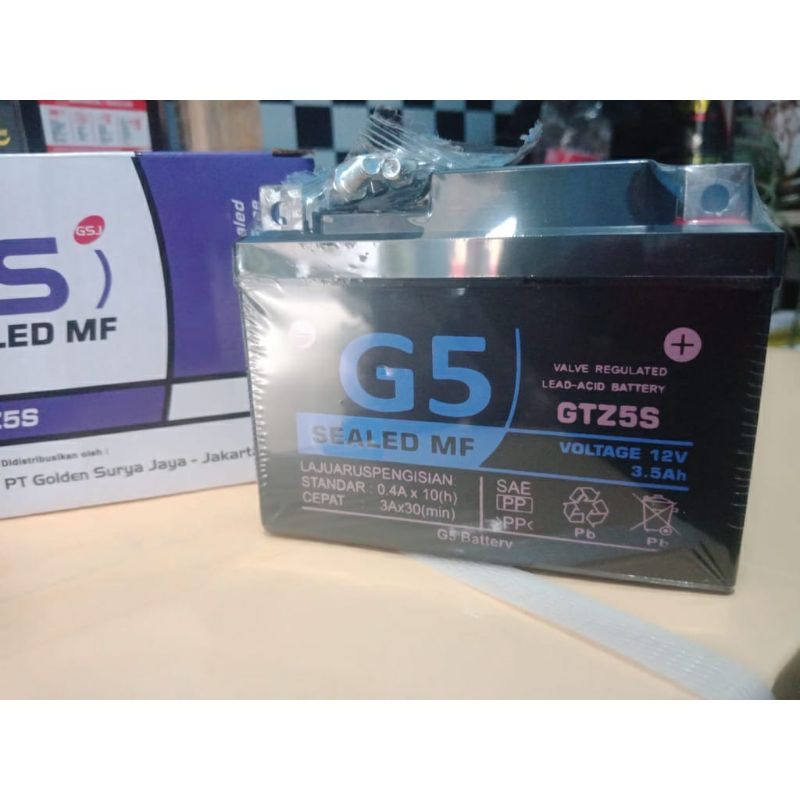 GSJ
S
LED MF
Z5S
Didistribusikan oleh :
PT Golden Surya Jaya - Jakarta
G5
SEALED MF
VALVE REGULATED
LEAD-ACID BATTERY
GTZ5S
VOLTAGE 12V
3.5Ah
LAJUARUSPENGISIAN
STANDAR : 0.4A x 10(h)
CEPAT 3Ax30(min)
SAE
PP
>PP<
Pb
Pb
G5 Battery